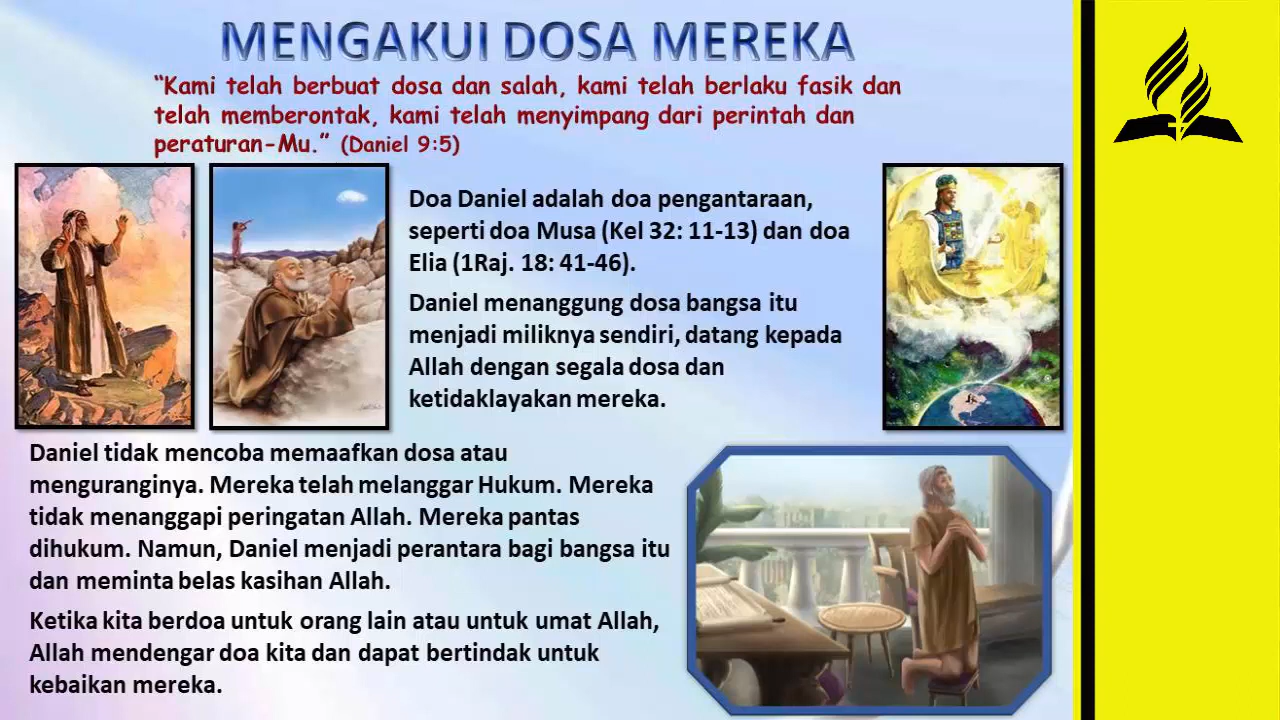 MENGAKUI DOSA MEREKA
“Kami telah berbuat dosa dan salah, kami telah berlaku fasik dan
telah memberontak, kami telah menyimpang dari perintah dan
peraturan-Mu.” (Daniel 9:5)
Doa Daniel adalah doa pengantaraan,
seperti doa Musa (Kel 32: 11-13) dan doa
Elia (1Raj. 18: 41-46).
Daniel menanggung dosa bangsa itu
menjadi miliknya sendiri, datang kepada
Allah dengan segala dosa dan
ketidaklayakan mereka.
Daniel tidak mencoba memaafkan dosa atau
menguranginya. Mereka telah melanggar Hukum. Mereka
tidak menanggapi peringatan Allah. Mereka pantas
dihukum. Namun, Daniel menjadi perantara bagi bangsa itu
dan meminta belas kasihan Allah.
Ketika kita berdoa untuk orang lain atau untuk umat Allah,
Allah mendengar doa kita dan dapat bertindak untuk
kebaikan mereka.